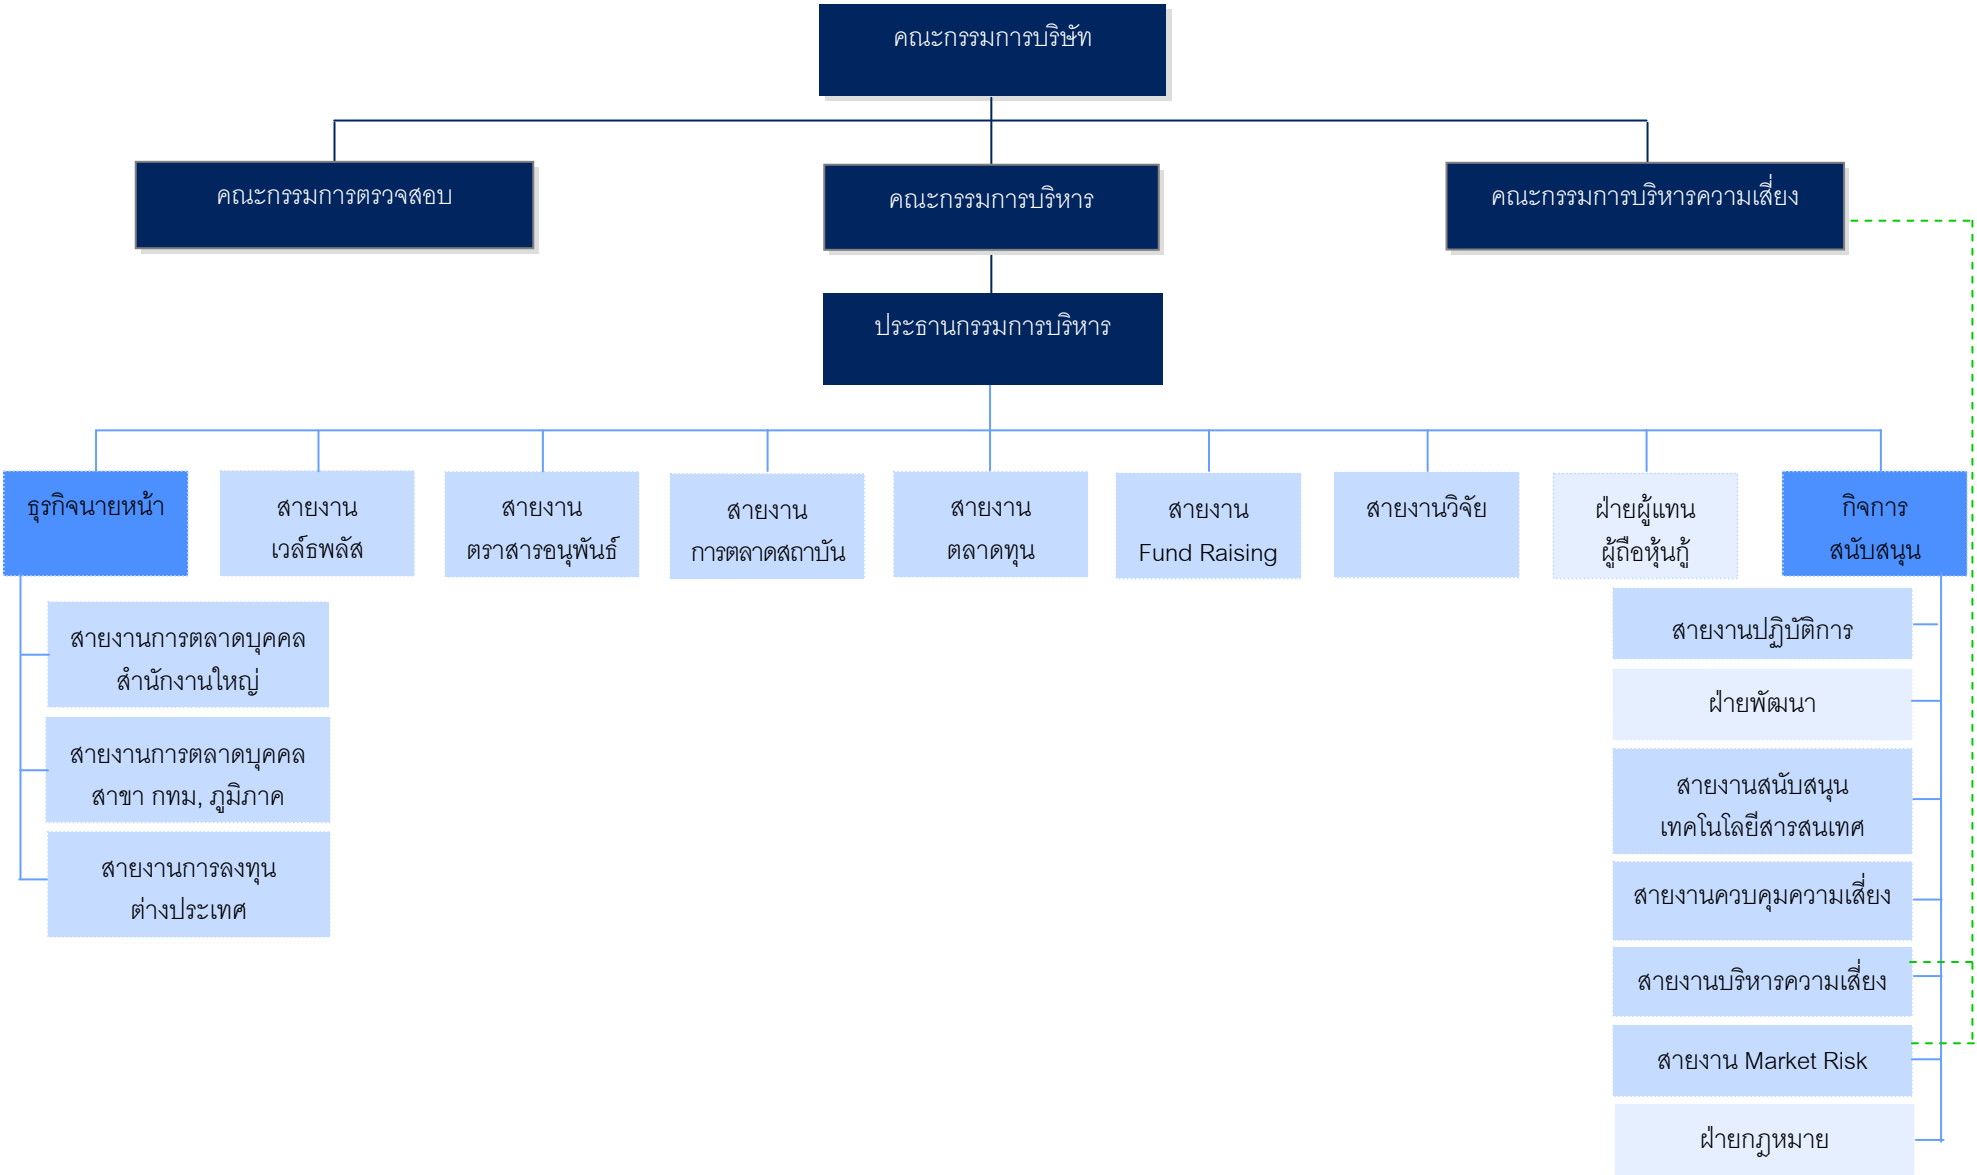 คณะกรรมการบริษัท
คณะกรรมการตรวจสอบ
คณะกรรมการบริหาร
คณะกรรมการบริหารความเสี่ยง
ประธานกรรมการบริหาร
ธุรกิจนายหน้า
สายงาน
เวล์ธพลัส
สายงาน
ตราสารอนุพันธ์
สายงาน
การตลาดสถาบัน
สายงาน
ตลาดทุน
สายงาน
Fund Raising
สายงานวิจัย
ฝ่ายผู้แทน
ผู้ถือหุ้นกู้
กิจการ
สนับสนุน
สายงานการตลาดบุคคล
สำนักงานใหญ่
สายงานการตลาดบุคคล
สาขา กทม, ภูมิภาค
สายงานการลงทุน
ต่างประเทศ
สายงานปฏิบัติการ
ฝ่ายพัฒนา
สายงานสนับสนุน
เทคโนโลยีสารสนเทศ
สายงานควบคุมความเสี่ยง
สายงานบริหารความเสี่ยง
สายงาน Market Risk
ฝ่ายกฎหมาย